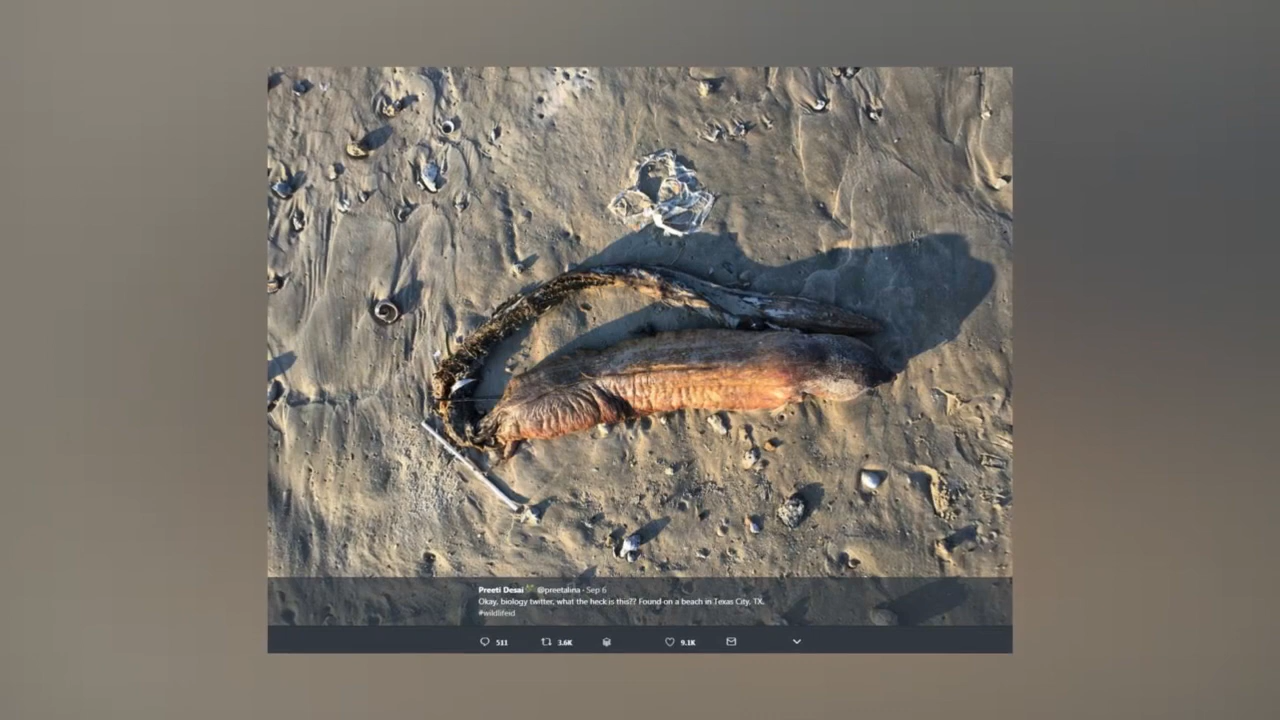 Preeti Desai @preetalina · Sep 6
Okay, biology twitter, what the heck is this?? Found on a beach in Texas City, TX.
#wildlifeid
511 3.6K 9.1K